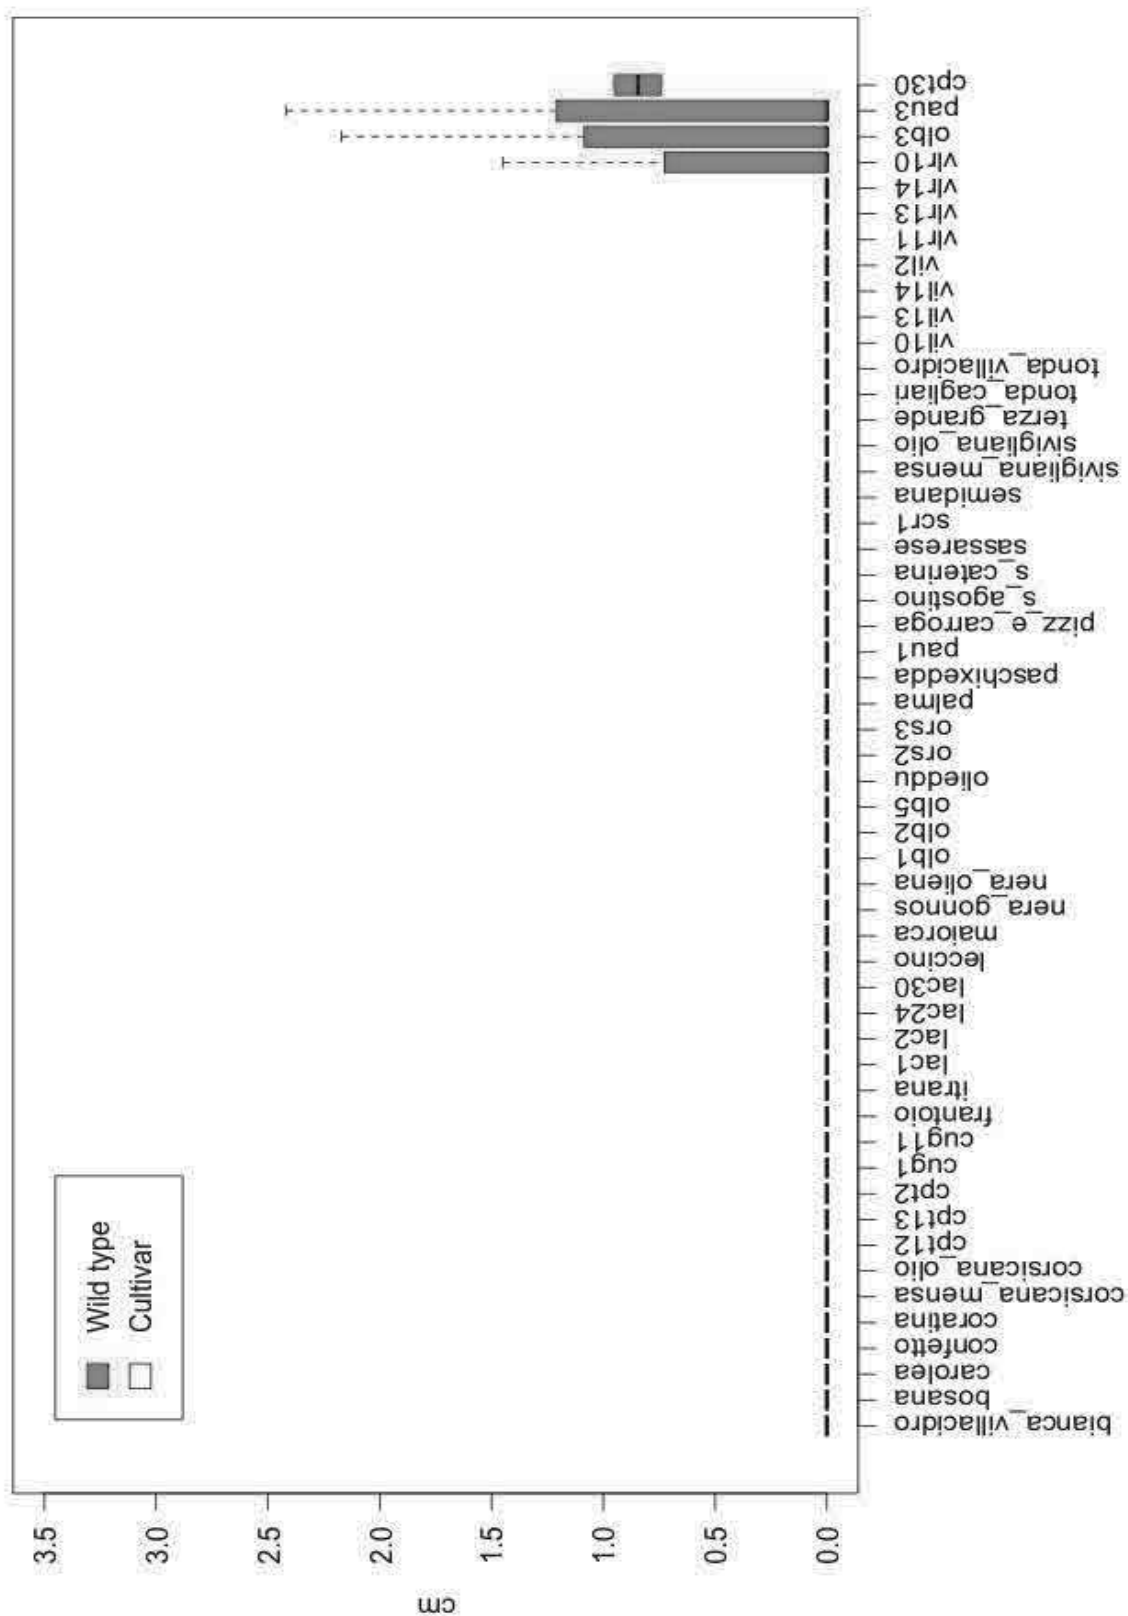 cm
3.5
3.0
2.5
2.0
1.5
1.0
0.5
0.0
Wild type
Cultivar
bianca_villacidro
bosana
carolea
confetto
coratina
corsicana_mensa
corsicana_olio
cpt12
cpt13
cpt2
cug1
cug11
frantoio
itrana
lac1
lac2
lac24
lac30
leccino
maiorca
nera_gonnos
nera_oliena
olb1
olb2
olb5
olieddu
ors2
ors3
palma
paschixedda
pau1
pizz_e_carroga
s_agostino
s_caterina
sassarese
scr1
semidana
sivigliana_mensa
sivigliana_olio
terza_grande
tonda_cagliari
tonda_villacidro
vil10
vil13
vil14
vil2
vlr11
vlr13
vlr14
vlr10
olb3
pau3
cpt30